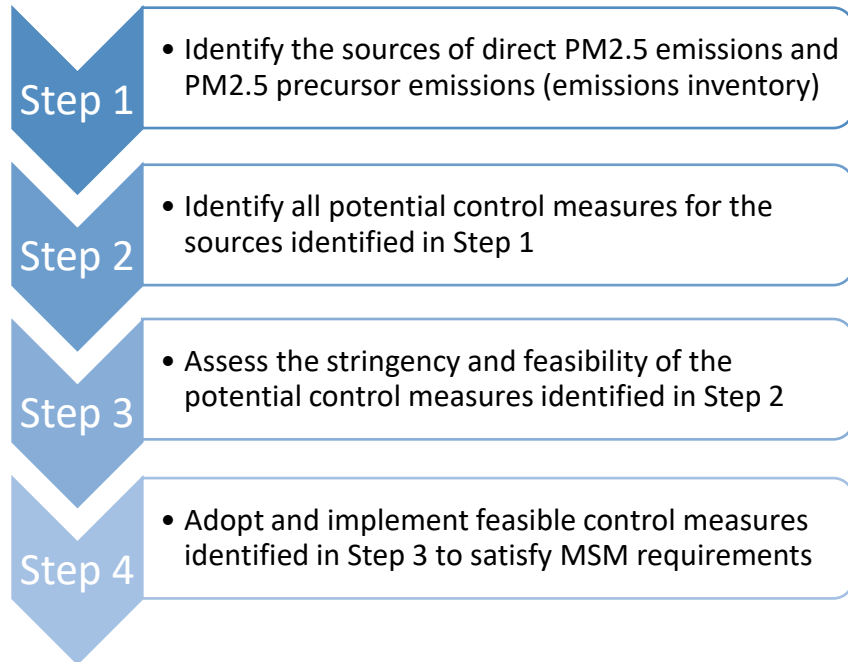 Step 1
• Identify the sources of direct PM2.5 emissions and
PM2.5 precursor emissions (emissions inventory)
Step 2
• Identify all potential control measures for the
sources identified in Step 1
Step 3
• Assess the stringency and feasibility of the
potential control measures identified in Step 2
Step 4
• Adopt and implement feasible control measures
identified in Step 3 to satisfy MSM requirements